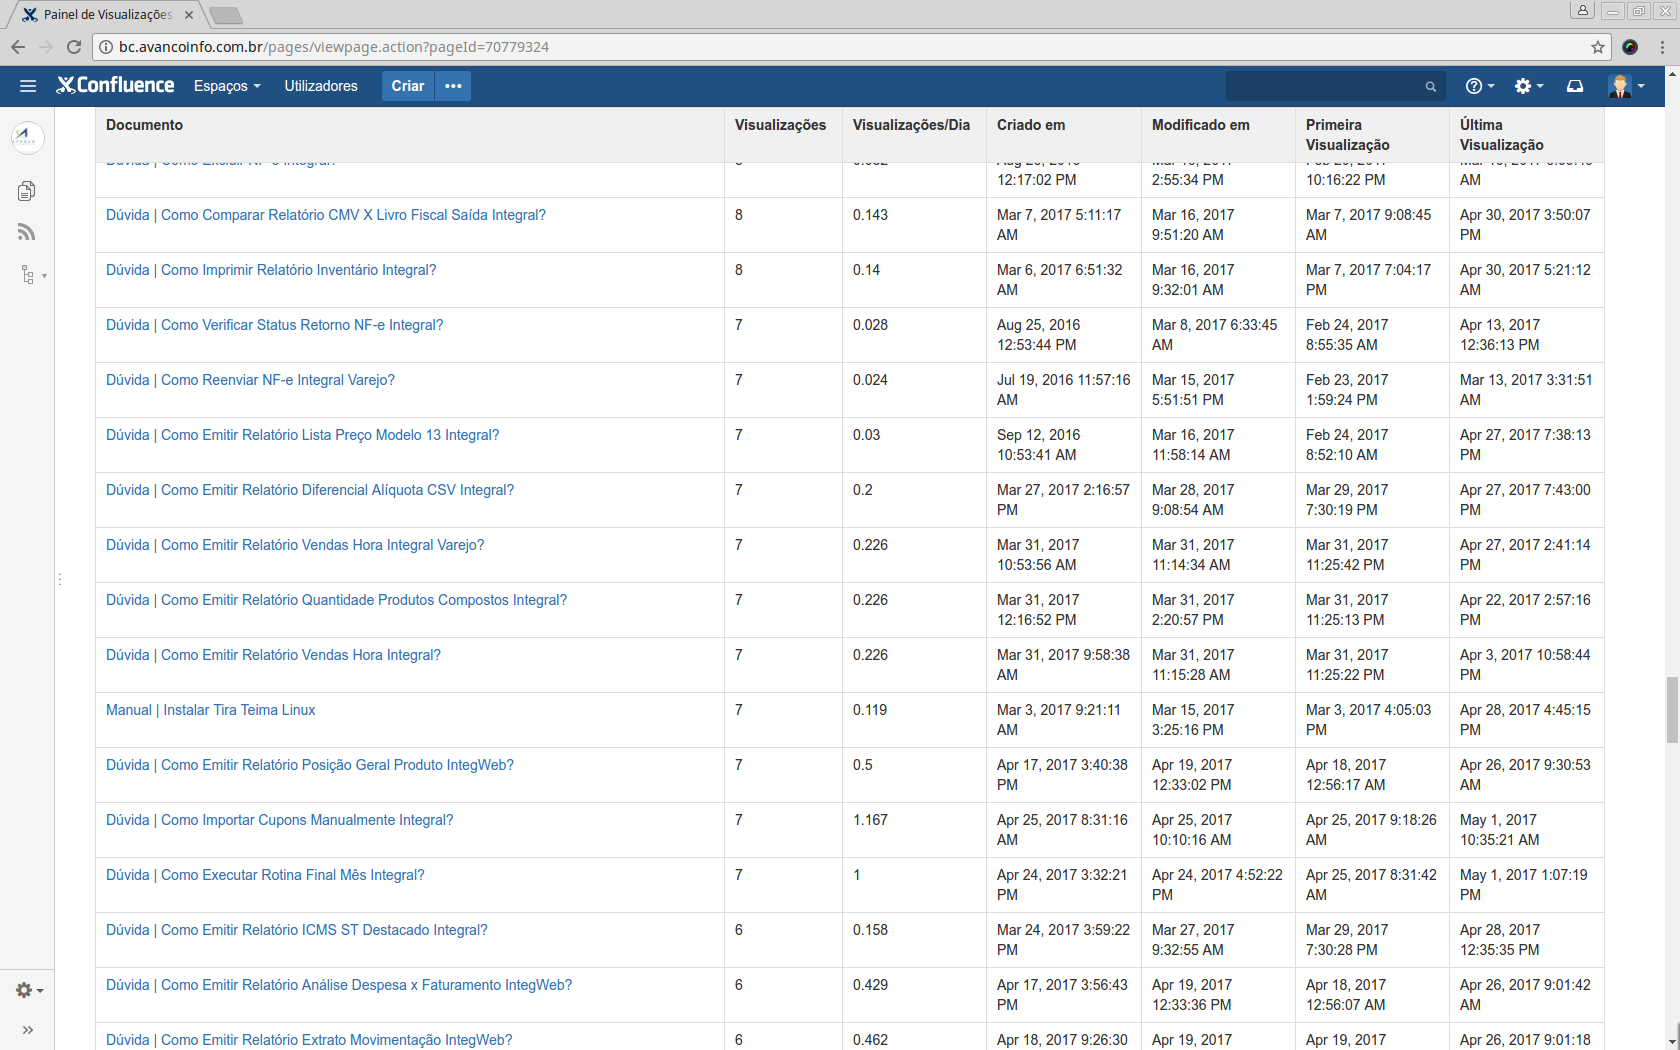 Painel de Visualizações
bc.avancoinfo.com.br/pages/viewpage.action?pageId=70779324
Confluence Espaços Utilizadores Criar •••
Documento Visualizações Visualizações/Dia Criado em Modificado em Primeira Visualização Última Visualização
12:17:02 PM 2:55:34 PM 10:16:22 PM AM
Dúvida | Como Comparar Relatório CMV X Livro Fiscal Saída Integral? 8 0.143 Mar 7, 2017 5:11:17 AM Mar 16, 2017 9:51:20 AM Mar 7, 2017 9:08:45 AM Apr 30, 2017 3:50:07 PM
Dúvida | Como Imprimir Relatório Inventário Integral? 8 0.14 Mar 6, 2017 6:51:32 AM Mar 16, 2017 9:32:01 AM Mar 7, 2017 7:04:17 PM Apr 30, 2017 5:21:12 AM
Dúvida | Como Verificar Status Retorno NF-e Integral? 7 0.028 Aug 25, 2016 12:53:44 PM Mar 8, 2017 6:33:45 AM Feb 24, 2017 8:55:35 AM Apr 13, 2017 12:36:13 PM
Dúvida | Como Reenviar NF-e Integral Varejo? 7 0.024 Jul 19, 2016 11:57:16 AM Mar 15, 2017 5:51:51 PM Feb 23, 2017 1:59:24 PM Mar 13, 2017 3:31:51 AM
Dúvida | Como Emitir Relatório Lista Preço Modelo 13 Integral? 7 0.03 Sep 12, 2016 10:53:41 AM Mar 16, 2017 11:58:14 AM Feb 24, 2017 8:52:10 AM Apr 27, 2017 7:38:13 PM
Dúvida | Como Emitir Relatório Diferencial Alíquota CSV Integral? 7 0.2 Mar 27, 2017 2:16:57 PM Mar 28, 2017 9:08:54 AM Mar 29, 2017 7:30:19 PM Apr 27, 2017 7:43:00 PM
Dúvida | Como Emitir Relatório Vendas Hora Integral Varejo? 7 0.226 Mar 31, 2017 10:53:56 AM Mar 31, 2017 11:14:34 AM Mar 31, 2017 11:25:42 PM Apr 27, 2017 2:41:14 PM
Dúvida | Como Emitir Relatório Quantidade Produtos Compostos Integral? 7 0.226 Mar 31, 2017 12:16:52 PM Mar 31, 2017 2:20:57 PM Mar 31, 2017 11:25:13 PM Apr 22, 2017 2:57:16 PM
Dúvida | Como Emitir Relatório Vendas Hora Integral? 7 0.226 Mar 31, 2017 9:58:38 AM Mar 31, 2017 11:15:28 AM Mar 31, 2017 11:25:22 PM Apr 3, 2017 10:58:44 PM
Manual | Instalar Tira Teima Linux 7 0.119 Mar 3, 2017 9:21:11 AM Mar 15, 2017 3:25:16 PM Mar 3, 2017 4:05:03 PM Apr 28, 2017 4:45:15 PM
Dúvida | Como Emitir Relatório Posição Geral Produto IntegWeb? 7 0.5 Apr 17, 2017 3:40:38 PM Apr 19, 2017 12:33:02 PM Apr 18, 2017 12:56:17 AM Apr 26, 2017 9:30:53 AM
Dúvida | Como Importar Cupons Manualmente Integral? 7 1.167 Apr 25, 2017 8:31:16 AM Apr 25, 2017 10:10:16 AM Apr 25, 2017 9:18:26 AM May 1, 2017 10:35:21 AM
Dúvida | Como Executar Rotina Final Mês Integral? 7 1 Apr 24, 2017 3:32:21 PM Apr 24, 2017 4:52:22 PM Apr 25, 2017 8:31:42 AM May 1, 2017 1:07:19 PM
Dúvida | Como Emitir Relatório ICMS ST Destacado Integral? 6 0.158 Mar 24, 2017 3:59:22 PM Mar 27, 2017 9:32:55 AM Mar 29, 2017 7:30:28 PM Apr 28, 2017 12:35:35 PM
Dúvida | Como Emitir Relatório Análise Despesa x Faturamento IntegWeb? 6 0.429 Apr 17, 2017 3:56:43 PM Apr 19, 2017 12:33:36 PM Apr 18, 2017 12:56:07 AM Apr 26, 2017 9:01:42 AM
Dúvida | Como Emitir Relatório Extrato Movimentação IntegWeb? 6 0.462 Apr 18, 2017 9:26:30 Apr 19, 2017 Apr 19, 2017 Apr 26, 2017 9:01:18